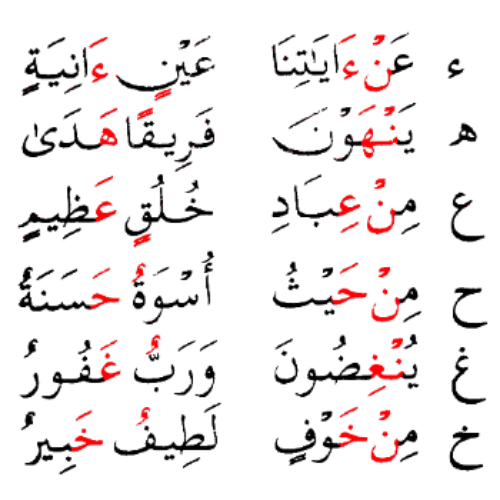 ء عَنْ ءَايَـٰتِنَا عَيْنٍ ءَانِيَةٍ
ه يَنْهَوْنَ فَرِيقًا هَدَىٰ
ع مِنْ عِبَادِ خُلُقٍ عَظِيمٍ
ح مِنْ حَيْثُ أُسْوَةٌ حَسَنَةٌ
غ يُنْغِضُونَ وَرَبٌّ غَفُورٌ
خ مِنْ خَوْفٍ لَطِيفٌ خَبِيرٌ